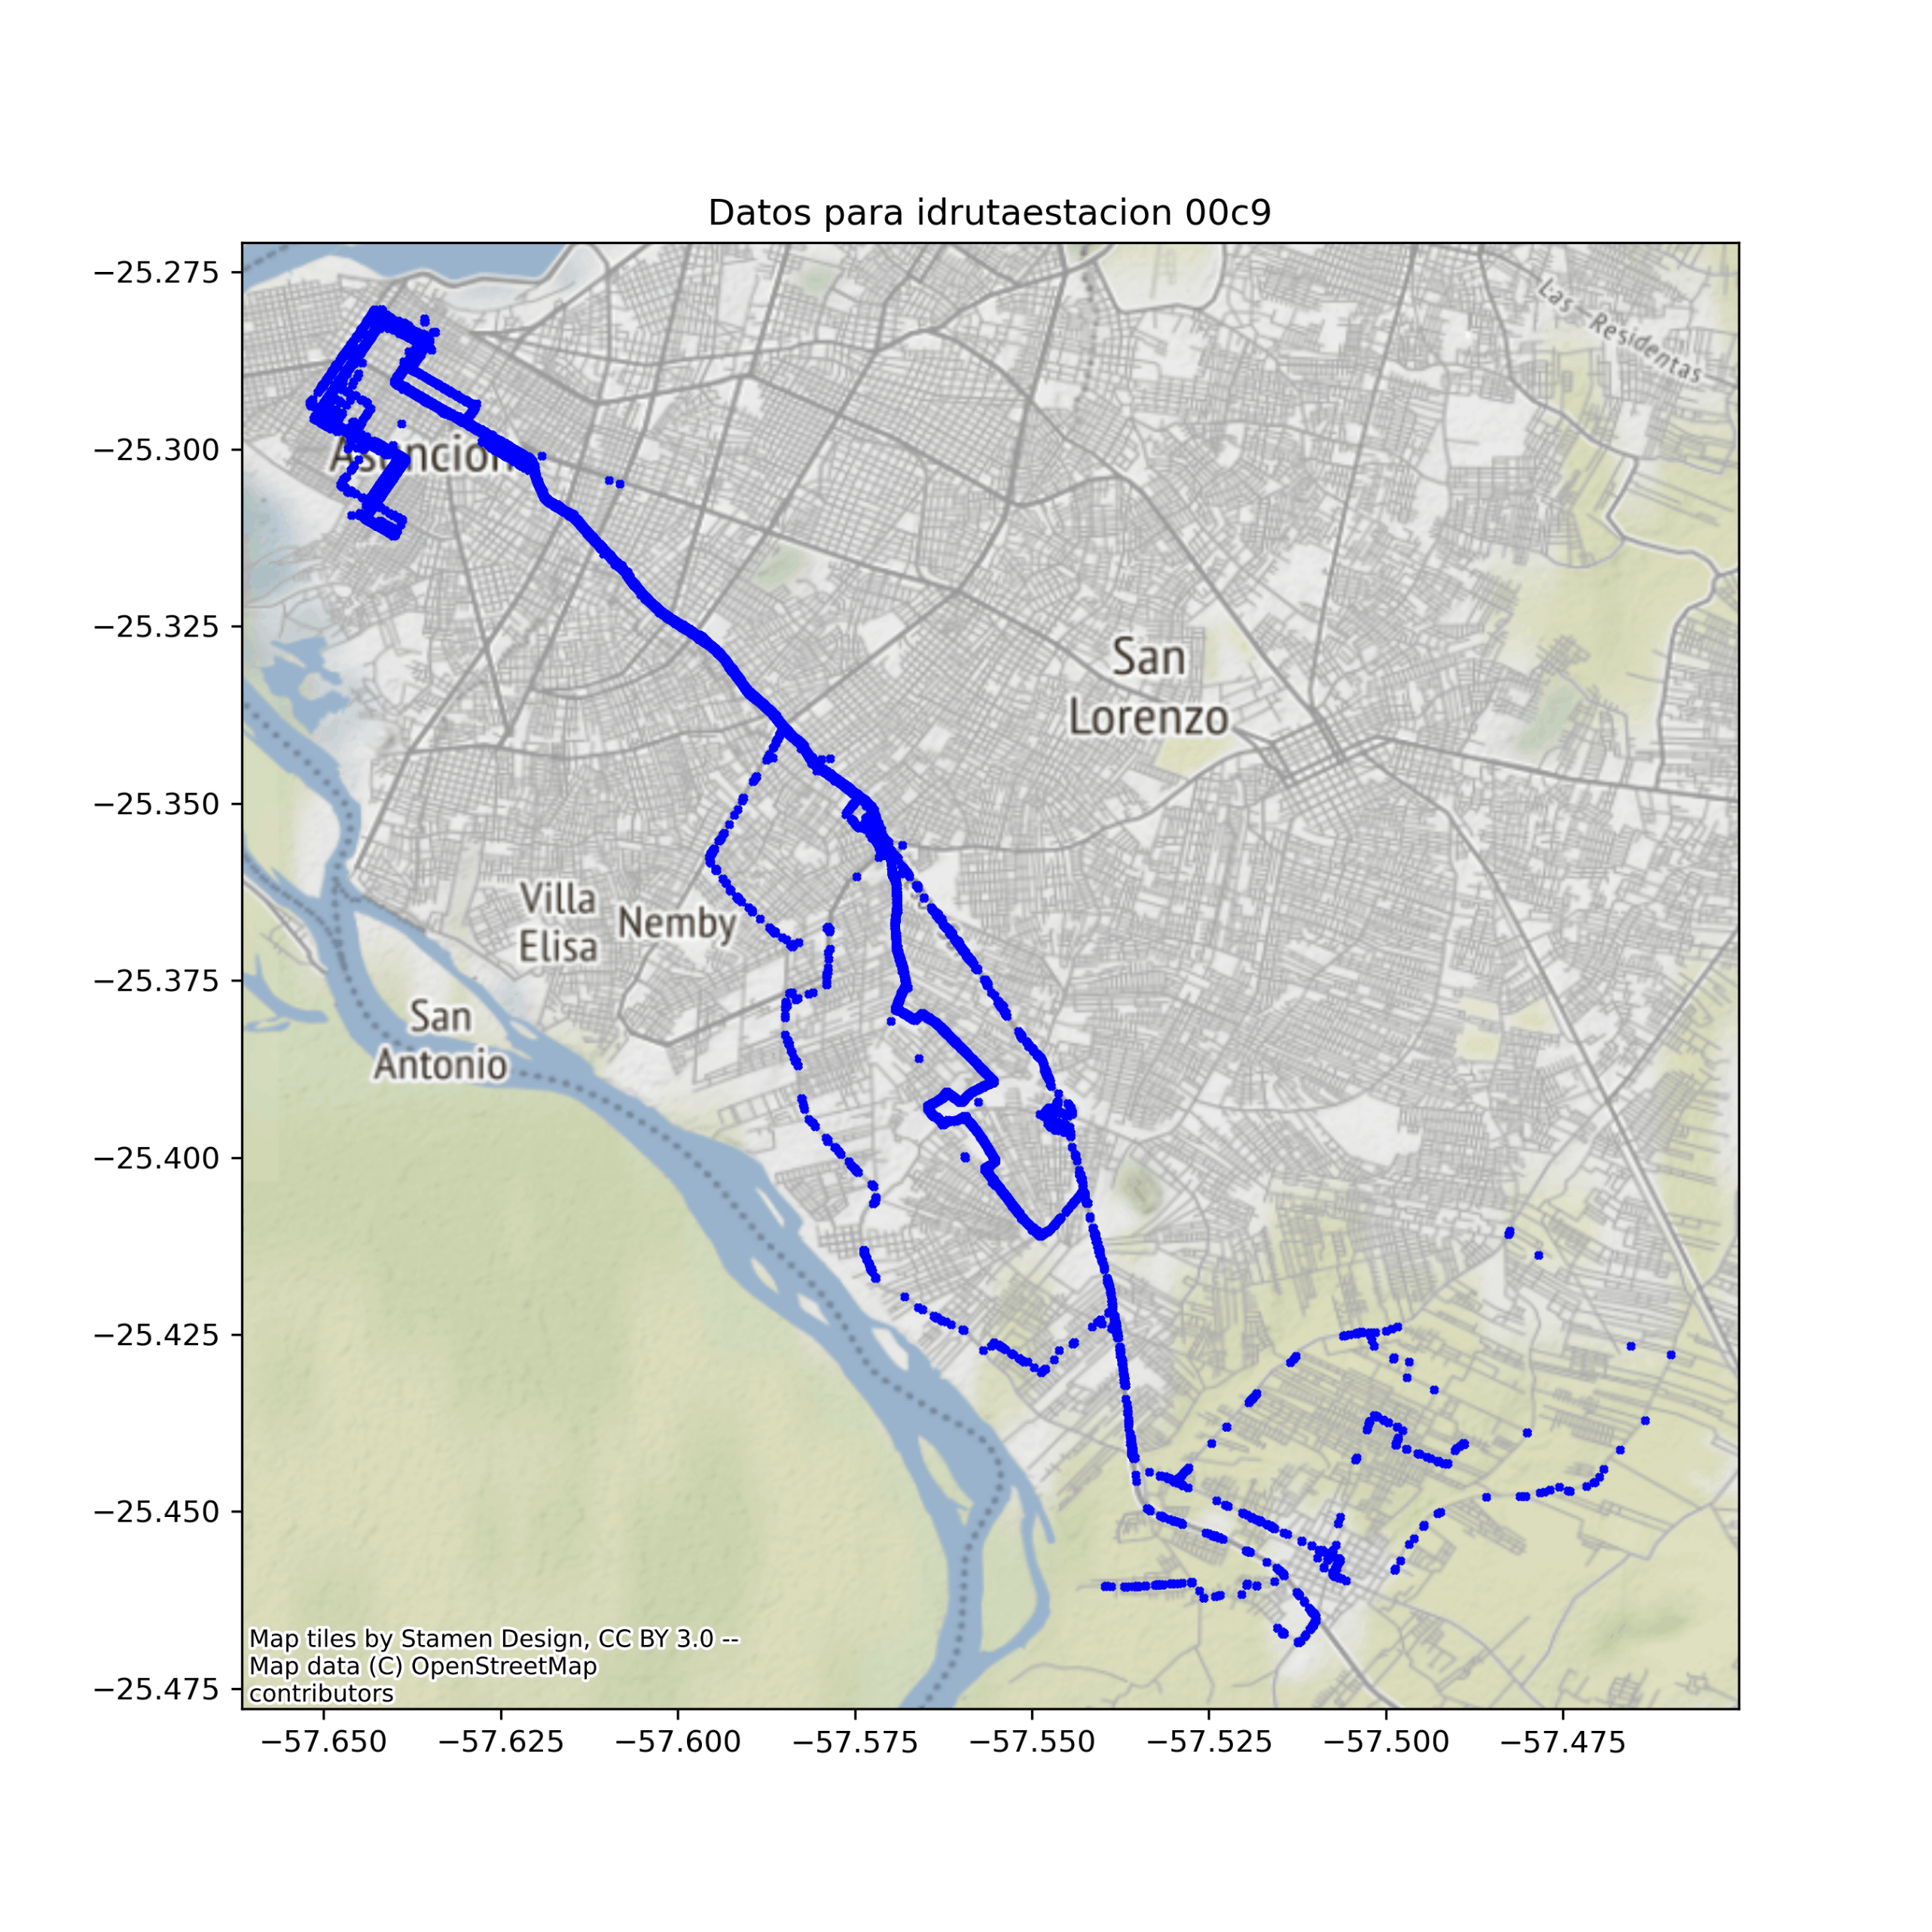 Datos para idrutaestacion 00c9
−25.275
−25.300
−25.325
−25.350
−25.375
−25.400
−25.425
−25.450
−25.475
Las Residentas
Asuncion
San
Lorenzo
Villa
Elisa
Nemby
San
Antonio
Map tiles by Stamen Design, CC BY 3.0 --
Map data (C) OpenStreetMap
contributors
−57.650
−57.625
−57.600
−57.575
−57.550
−57.525
−57.500
−57.475